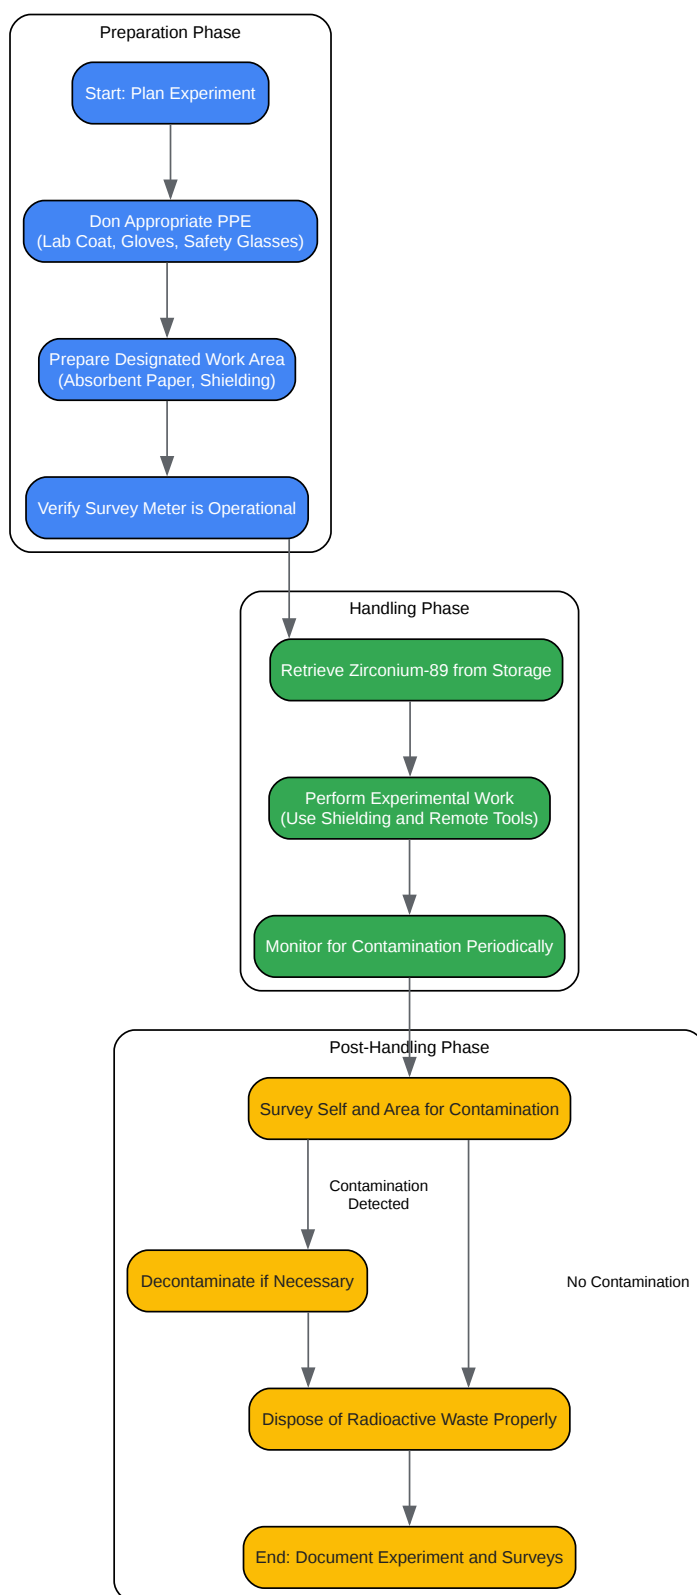 Preparation Phase
Start: Plan Experiment
Don Appropriate PPE
(Lab Coat, Gloves, Safety Glasses)
Prepare Designated Work Area
(Absorbent Paper, Shielding)
Verify Survey Meter is Operational
Handling Phase
Retrieve Zirconium-89 from Storage
Perform Experimental Work
(Use Shielding and Remote Tools)
Monitor for Contamination Periodically
Post-Handling Phase
Survey Self and Area for Contamination
Contamination
Detected
Decontaminate if Necessary
No Contamination
Dispose of Radioactive Waste Properly
End: Document Experiment and Surveys